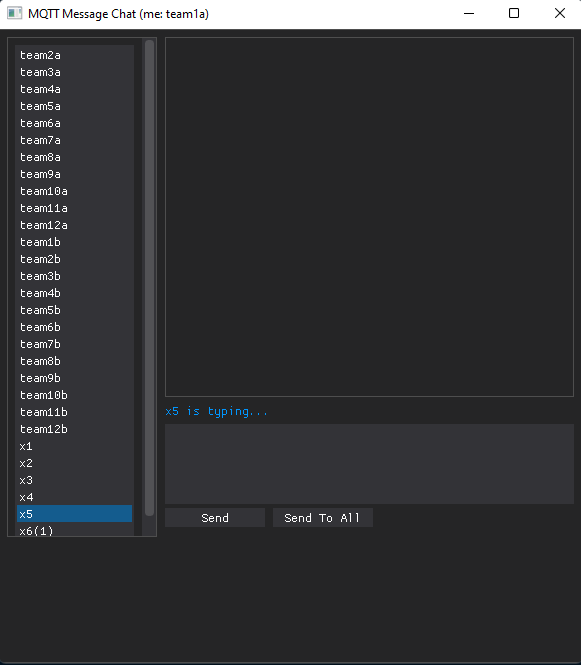 MQTT Message Chat (me: team1a)
team2a
team3a
team4a
team5a
team6a
team7a
team8a
team9a
team10a
team11a
team12a
team1b
team2b
team3b
team4b
team5b
team6b
team7b
team8b
team9b
team10b
team11b
team12b
x1
x2
x3
x4
x5
x6(1)
x5 is typing...
Send
Send To All